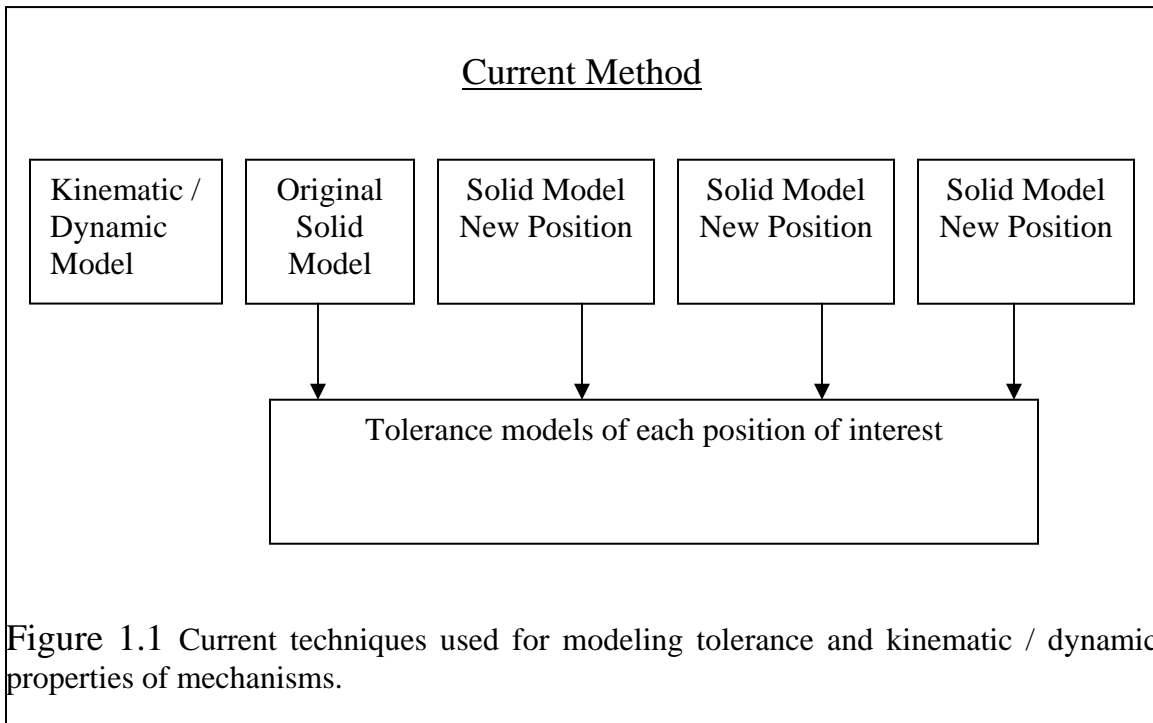 Current Method
Kinematic /
Dynamic
Model
Original
Solid
Model
Solid Model
New Position
Solid Model
New Position
Solid Model
New Position
Tolerance models of each position of interest
Figure 1.1 Current techniques used for modeling tolerance and kinematic / dynamic
properties of mechanisms.